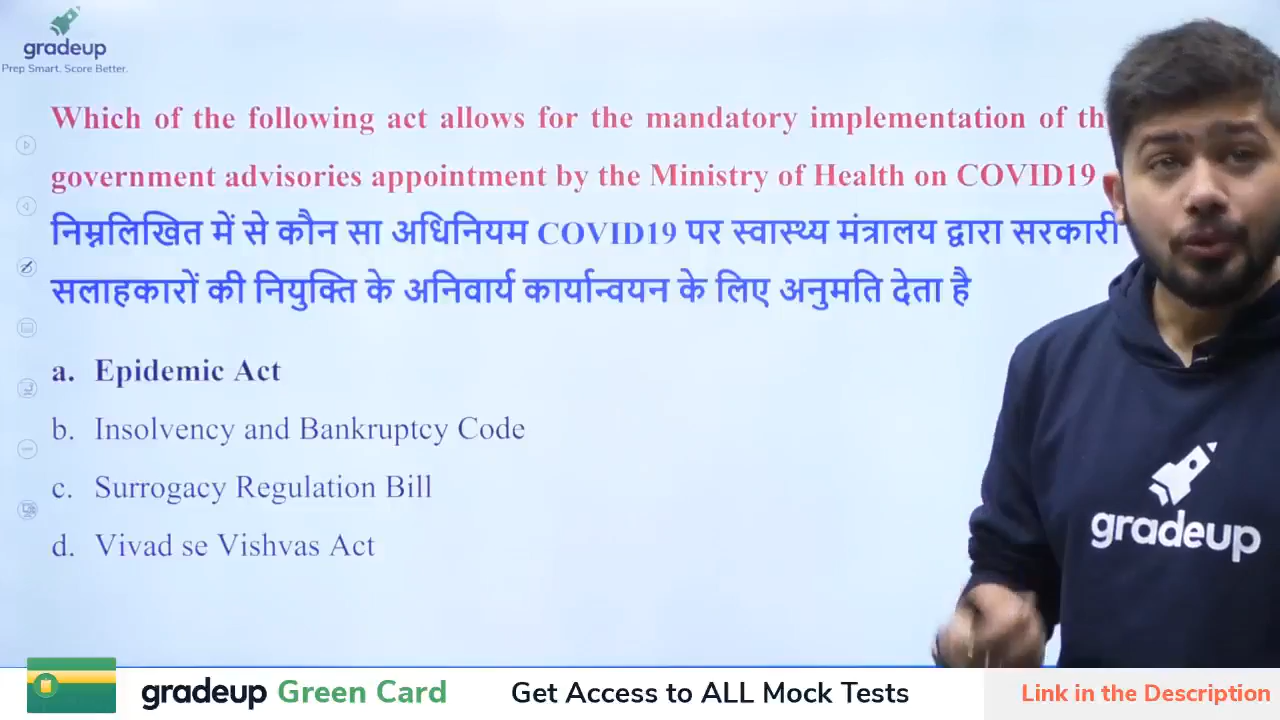 gradeup
Prep Smart. Score Better.
Which of the following act allows for the mandatory implementation of th
government advisories appointment by the Ministry of Health on COVID19
निम्नलिखित में से कौन सा अधिनियम COVID19 पर स्वास्थ्य मंत्रालय द्वारा सरकारी
सलाहकारों की नियुक्ति के अनिवार्य कार्यान्वयन के लिए अनुमति देता है
a. Epidemic Act
b. Insolvency and Bankruptcy Code
c. Surrogacy Regulation Bill
d. Vivad se Vishvas Act
gradeup
gradeup Green Card Get Access to ALL Mock Tests Link in the Description